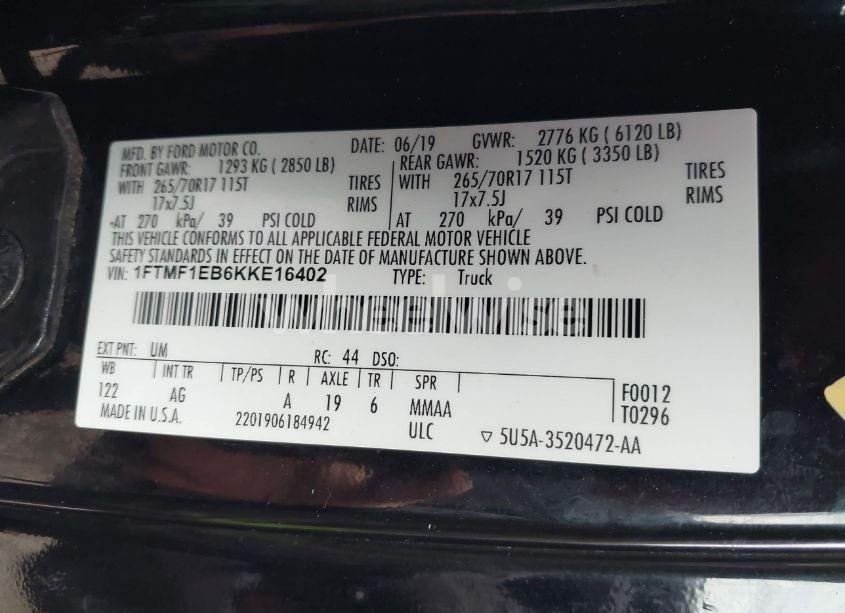 MFD. BY FORD MOTOR CO. DATE: 06/19 GVWR: 2776 KG ( 6120 LB)
FRONT GAWR: 1293 KG ( 2850 LB) REAR GAWR: 1520 KG ( 3350 LB)
WITH 265/70R17 115T TIRES WITH 265/70R17 115T TIRES
17x7.5J RIMS 17x7.5J RIMS
-AT 270 kPa/ 39 PSI COLD AT 270 kPa/ 39 PSI COLD
THIS VEHICLE CONFORMS TO ALL APPLICABLE FEDERAL MOTOR VEHICLE
SAFETY STANDARDS IN EFFECT ON THE DATE OF MANUFACTURE SHOWN ABOVE.
VIN: 1FTMF1EB6KKE16402 TYPE: Truck
EXT PNT: UM RC: 44 DSO:
WB INT TR TP/PS R AXLE TR SPR
122 AG A 19 6 MMAA F0012
MADE IN U.S.A. 2201906184942 ULC T0296
5U5A-3520472-AA